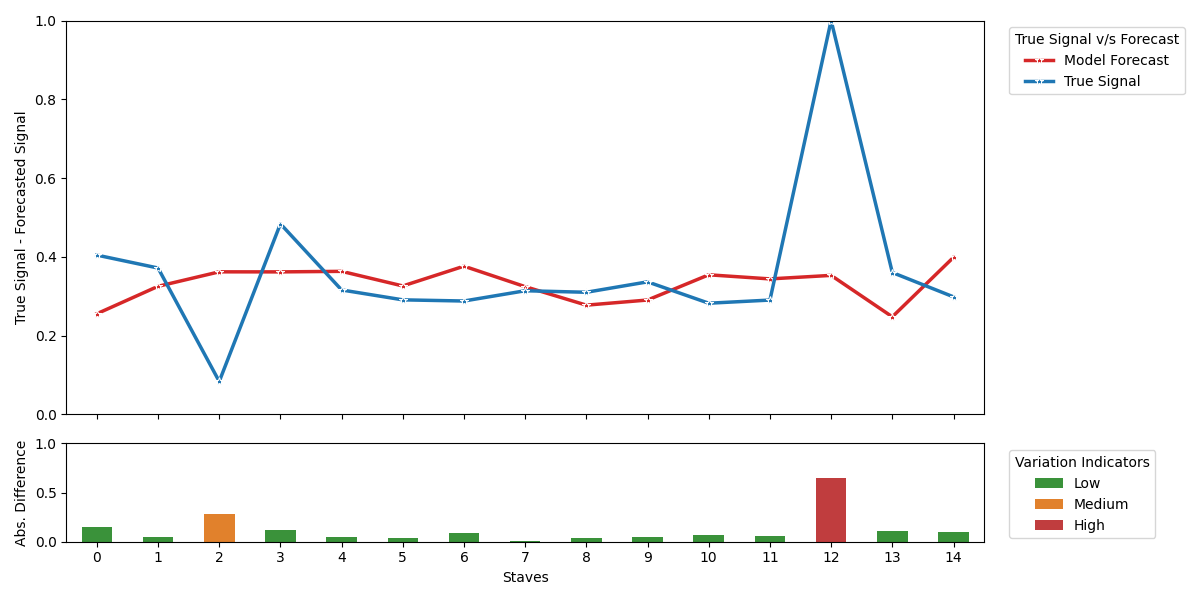 True Signal - Forecasted Signal
1.0
0.8
0.6
0.4
0.2
0.0
True Signal v/s Forecast
Model Forecast
True Signal
Abs. Difference
1.0
0.5
0.0
0 1 2 3 4 5 6 7 8 9 10 11 12 13 14
Staves
Variation Indicators
Low
Medium
High